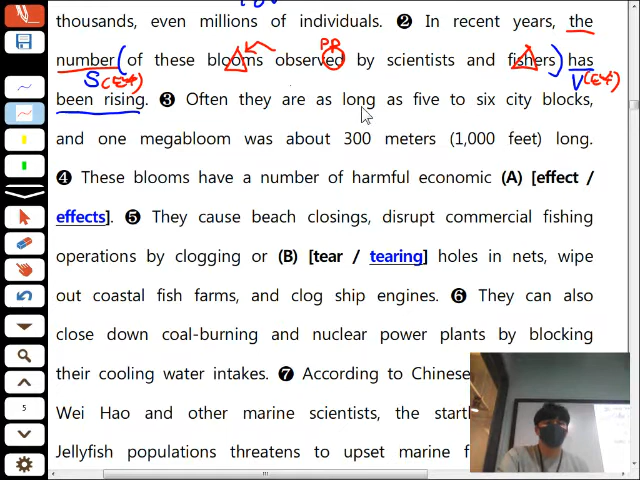 thousands, even millions of individuals. ❷ In recent years, the
PP
number (of these blooms observed by scientists and fishers) has
S(단수) V(단수)
been rising. ❸ Often they are as long as five to six city blocks,
and one megabloom was about 300 meters (1,000 feet) long.
❹ These blooms have a number of harmful economic (A) [effect /
effects]. ❺ They cause beach closings, disrupt commercial fishing
operations by clogging or (B) [tear / tearing] holes in nets, wipe
out coastal fish farms, and clog ship engines. ❻ They can also
close down coal-burning and nuclear power plants by blocking
their cooling water intakes. ❼ According to Chinese
Wei Hao and other marine scientists, the
Jellyfish populations threatens to upset marine
5